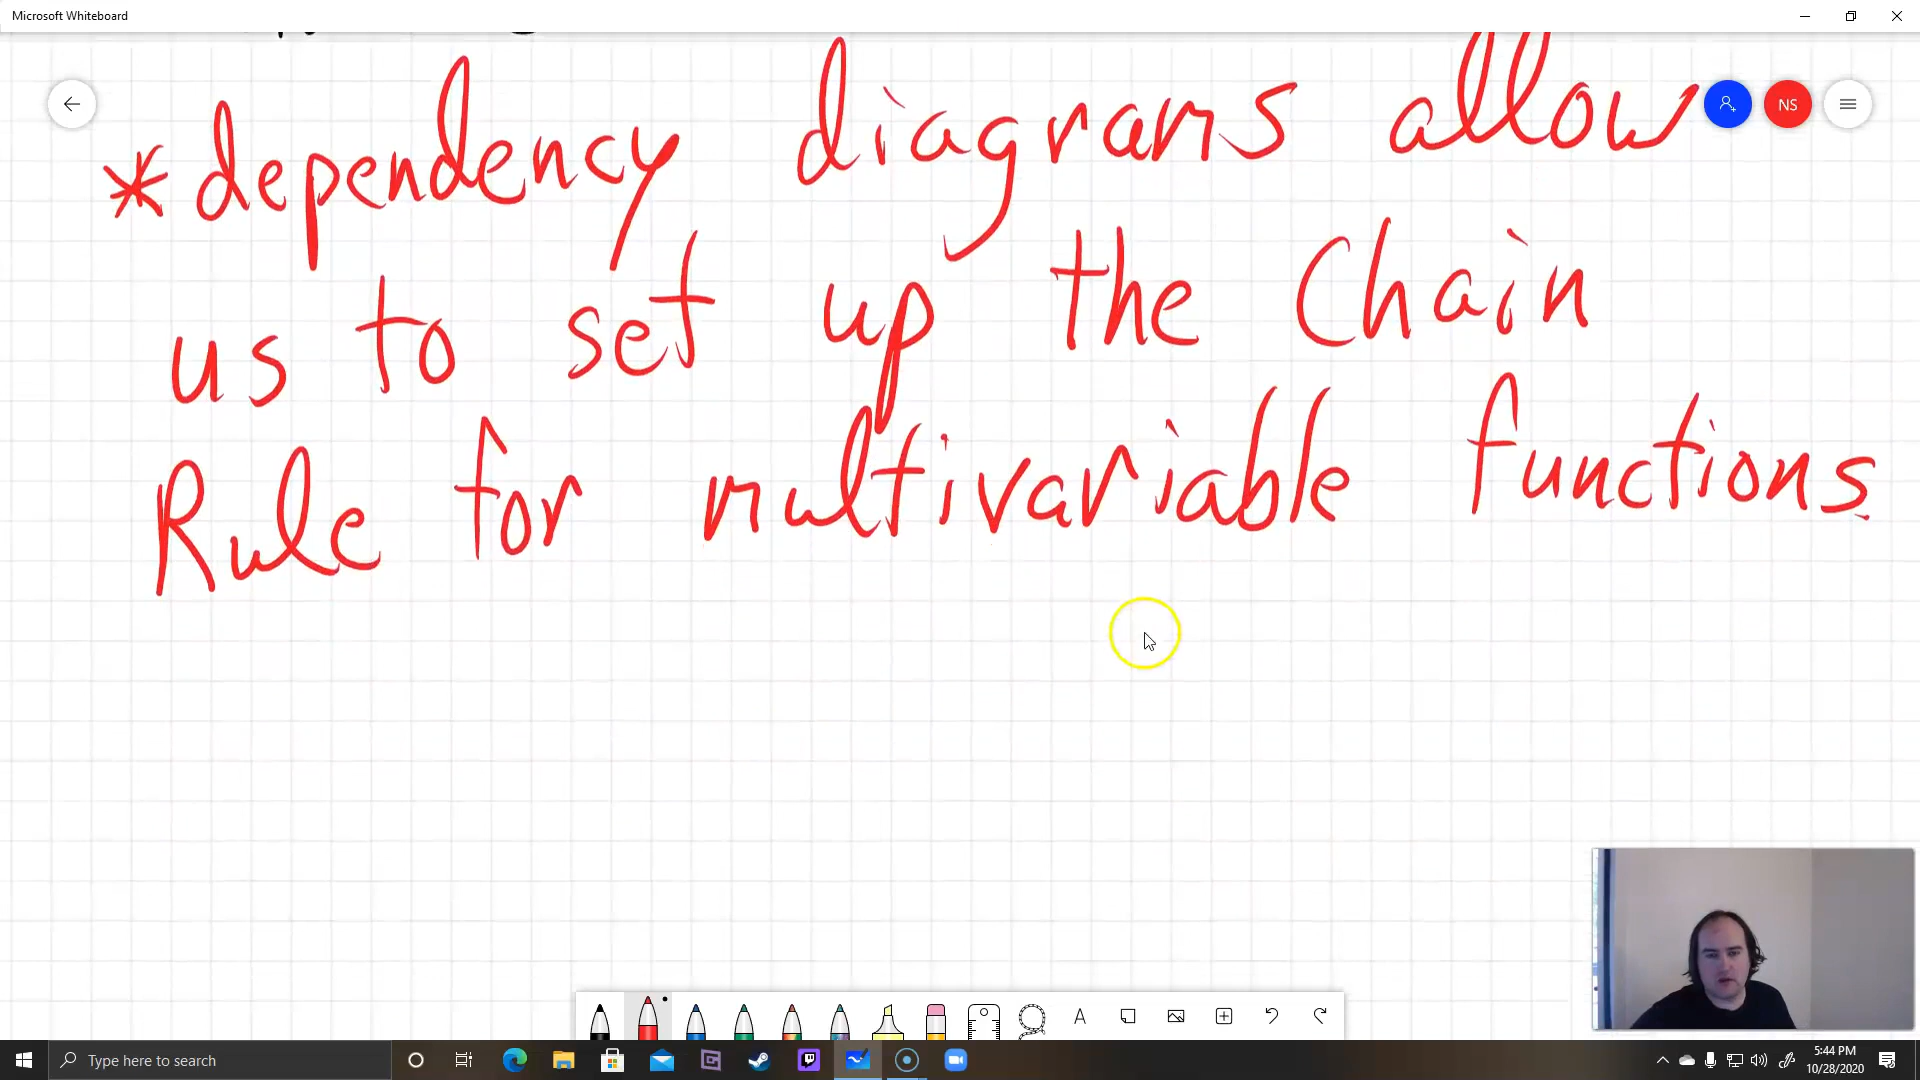 Microsoft Whiteboard
*dependency diagrams allow
us to set up the Chain
Rule for multivariable functions.
NS
A
Type here to search
5:44 PM
10/28/2020